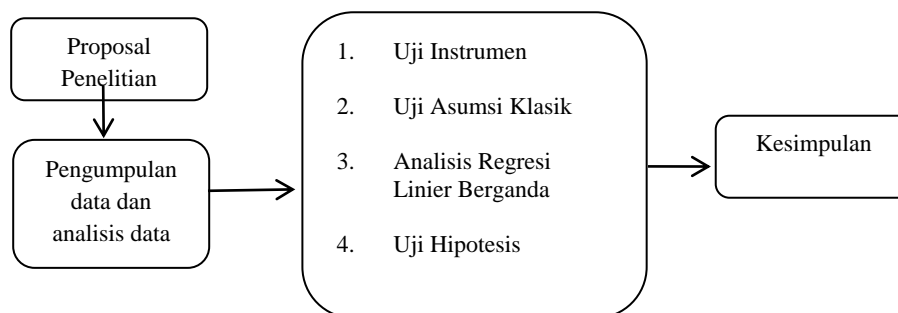 Proposal
Penelitian
Pengumpulan
data dan
analisis data
1. Uji Instrumen
2. Uji Asumsi Klasik
3. Analisis Regresi
Linier Berganda
4. Uji Hipotesis
Kesimpulan